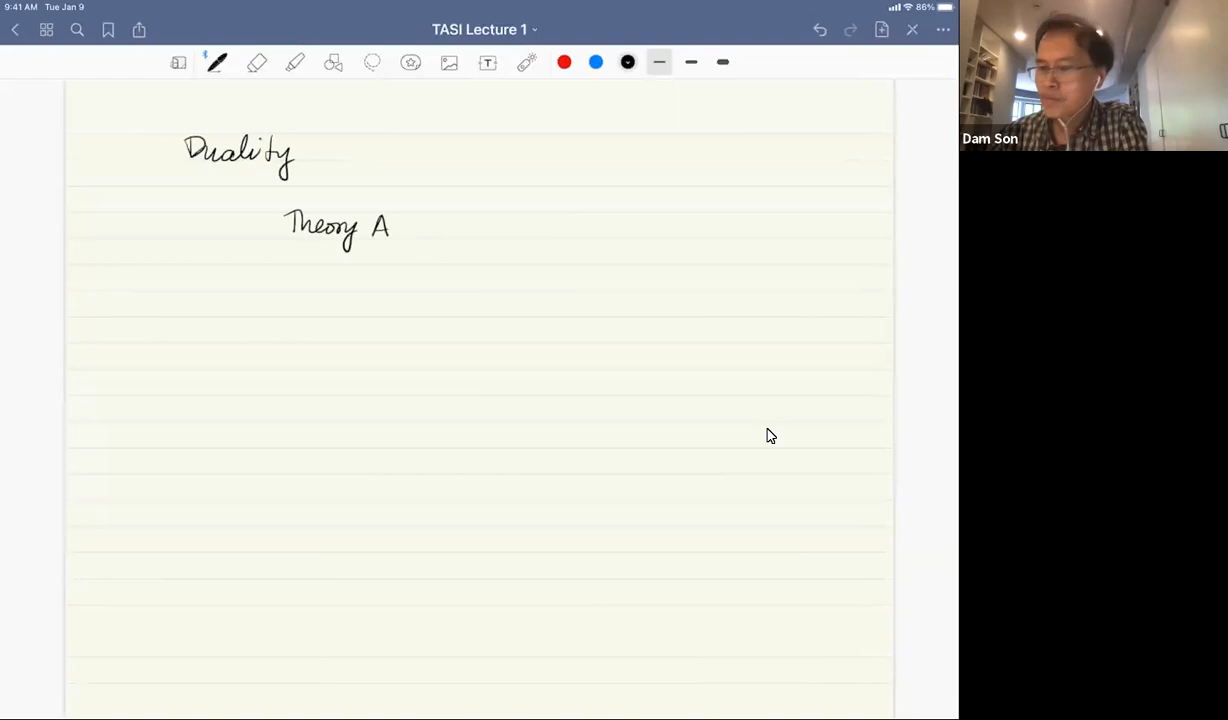 9:41 AM Tue Jan 9
86%
TASI Lecture 1
T
Duality
Theory A
Dam Son